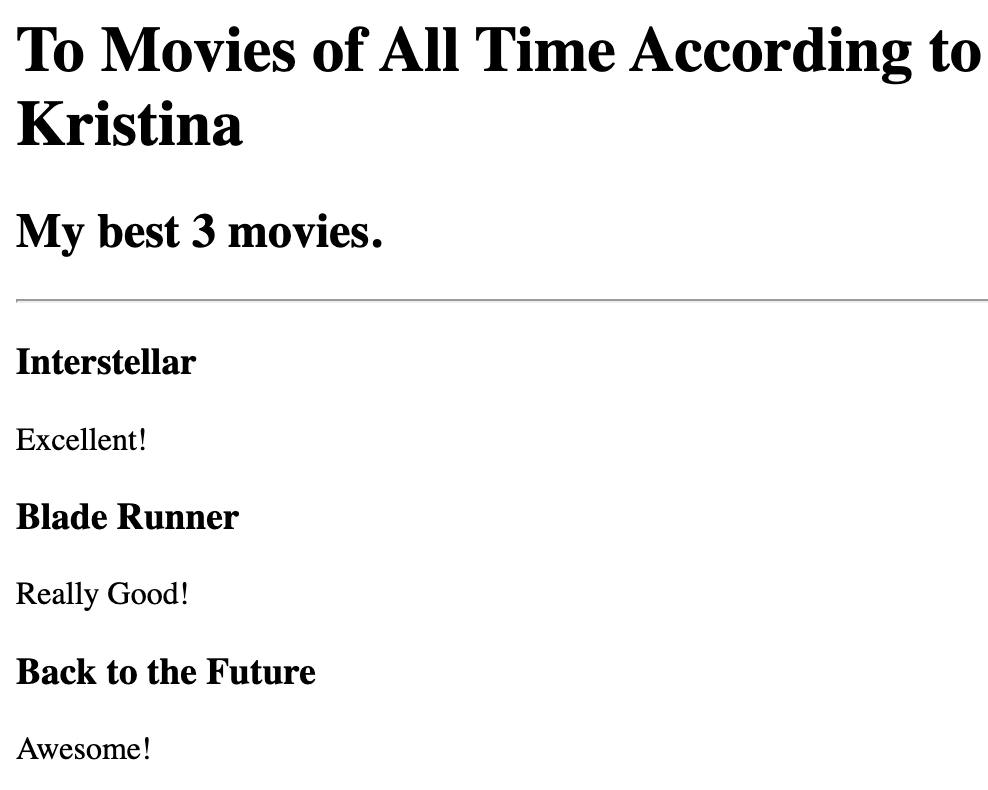 To Movies of All Time According to
Kristina
My best 3 movies.
Interstellar
Excellent!
Blade Runner
Really Good!
Back to the Future
Awesome!